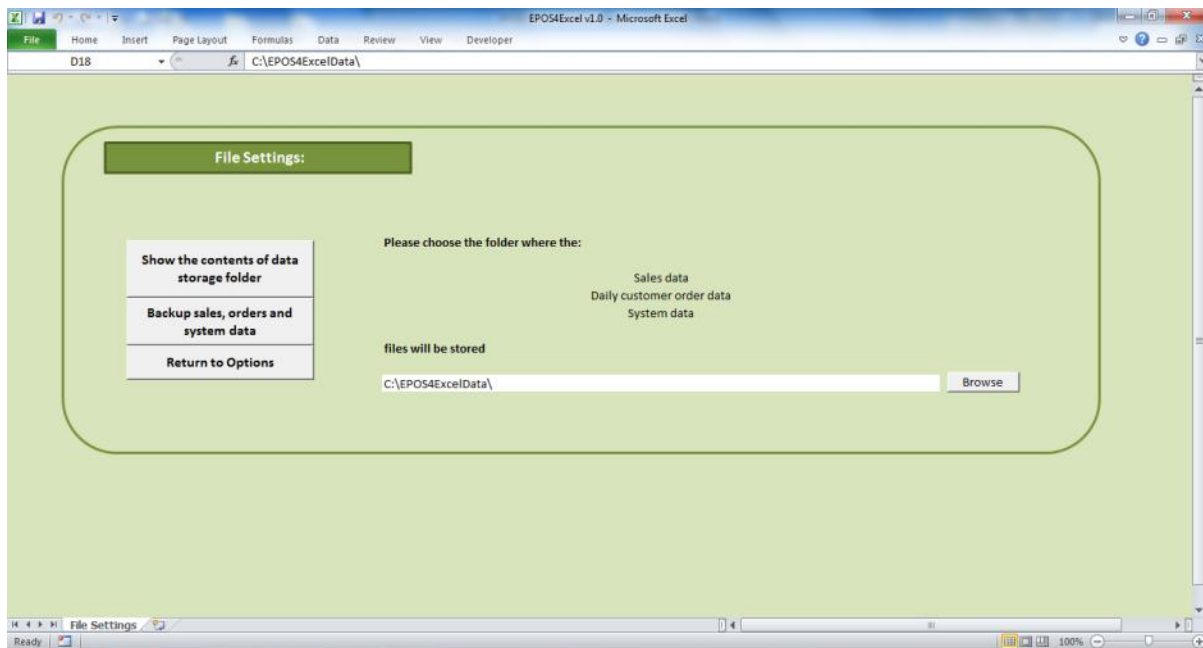 EPOS4Excel v1.0 - Microsoft Excel
File Home Insert Page Layout Formulas Data Review View Developer
D18 fx C:\EPOS4ExcelData\
File Settings:
Please choose the folder where the:
Show the contents of data
storage folder
Sales data
Daily customer order data
System data
Backup sales, orders and
system data
files will be stored
Return to Options
C:\EPOS4ExcelData\ Browse
File Settings
Ready 100%